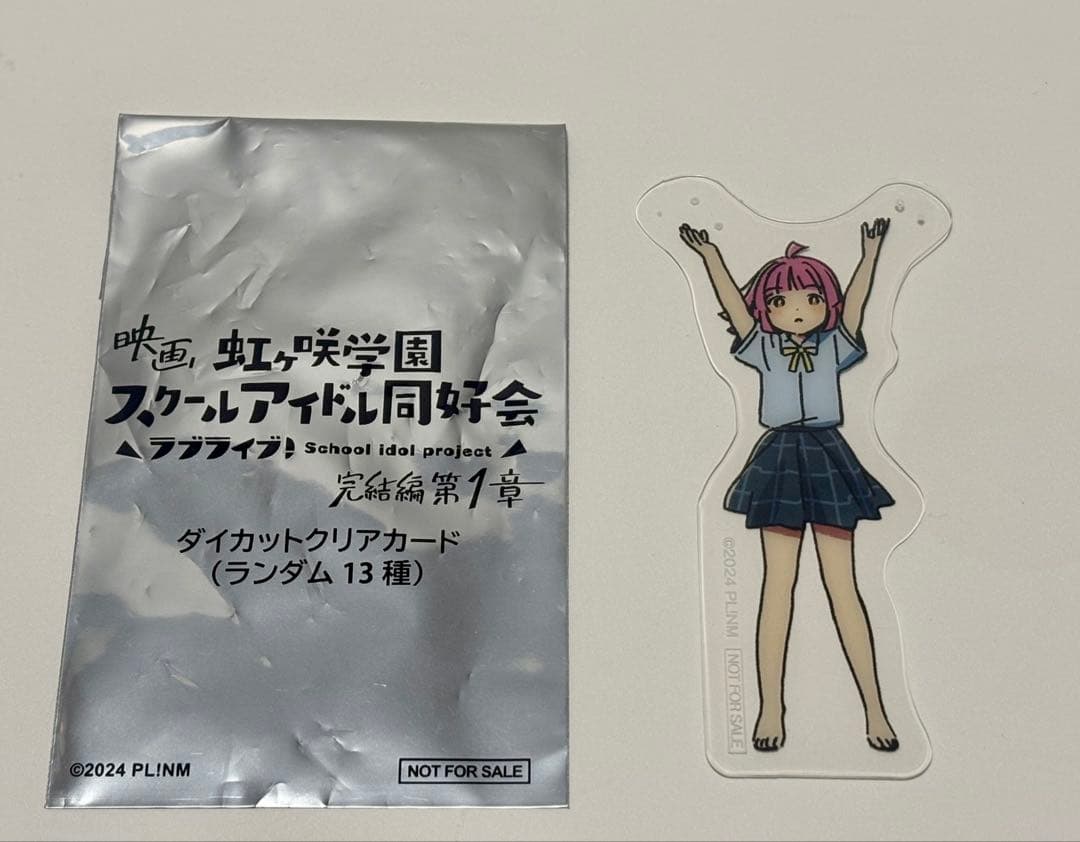 映画 虹ヶ咲学園
スクールアイドル同好会
ラブライブ! School idol project
完結編 第1章
ダイカットクリアカード
(ランダム 13 種)
©2024 PL!NM
NOT FOR SALE
©2024 PL!NM
NOT FOR SALE